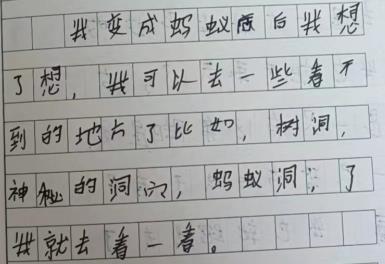 我变成蚂蚁后我想
了想，我可以去一些看不
到的地方了比如，树洞，
神秘的洞穴，蚂蚁洞，了
我就去看一看。